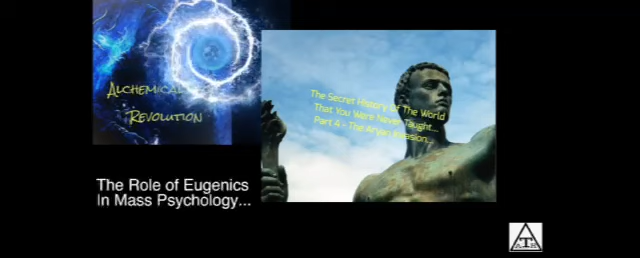 Alchemical
Revolution
The Secret History Of The World
That You Were Never Taught...
Part 4 - The Aryan Invasion...
The Role of Eugenics
In Mass Psychology...